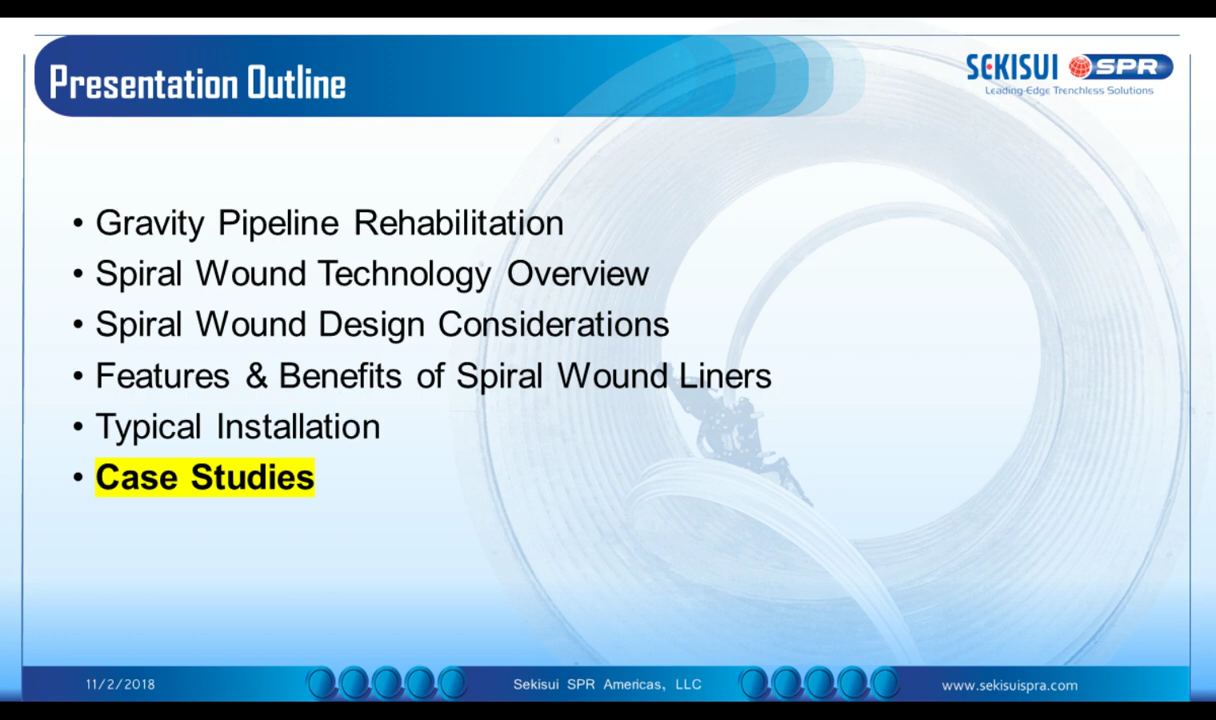 Presentation Outline
SEKISUI SPR
Leading-Edge Trenchless Solutions
• Gravity Pipeline Rehabilitation
• Spiral Wound Technology Overview
• Spiral Wound Design Considerations
• Features & Benefits of Spiral Wound Liners
• Typical Installation
• Case Studies
11/2/2018
Sekisui SPR Americas, LLC
www.sekisuispra.com